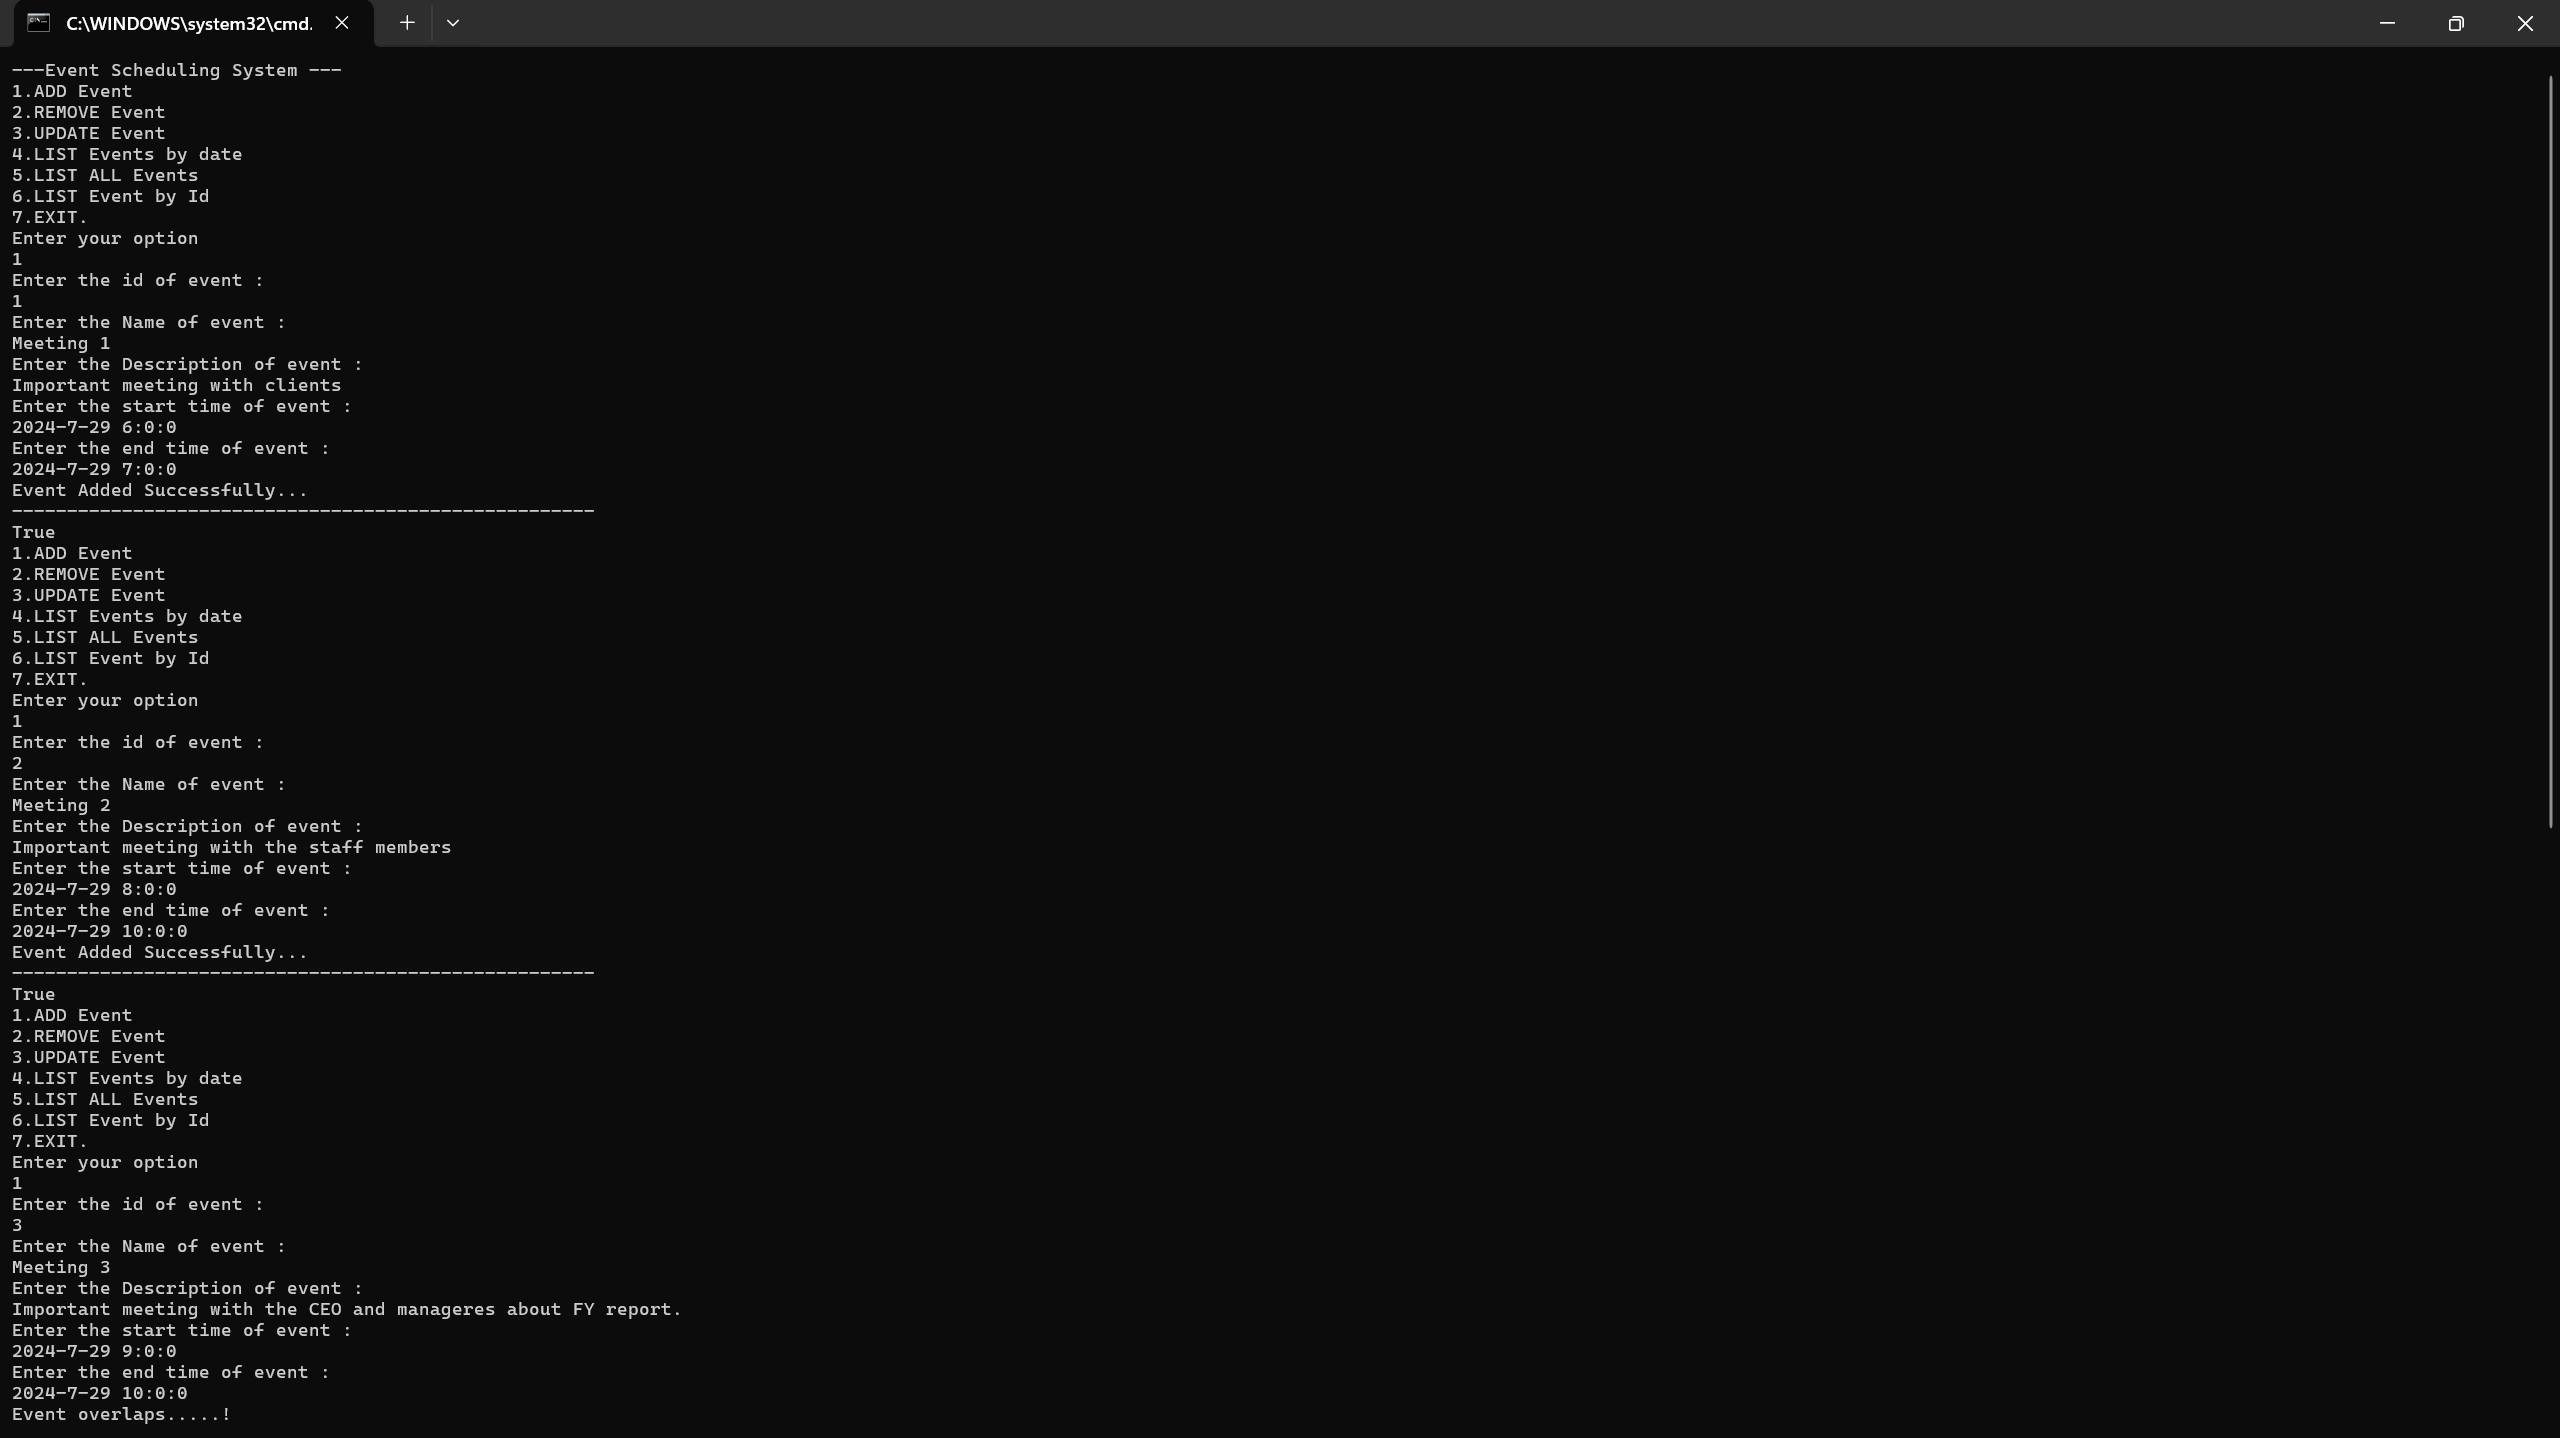 C:\WINDOWS\system32\cmd.
---Event Scheduling System ---
1.ADD Event
2.REMOVE Event
3.UPDATE Event
4.LIST Events by date
5.LIST ALL Events
6.LIST Event by Id
7.EXIT.
Enter your option
1
Enter the id of event :
1
Enter the Name of event :
Meeting 1
Enter the Description of event :
Important meeting with clients
Enter the start time of event :
2024-7-29 6:0:0
Enter the end time of event :
2024-7-29 7:0:0
Event Added Successfully...
-----------------------------------------------------
True
1.ADD Event
2.REMOVE Event
3.UPDATE Event
4.LIST Events by date
5.LIST ALL Events
6.LIST Event by Id
7.EXIT.
Enter your option
1
Enter the id of event :
2
Enter the Name of event :
Meeting 2
Enter the Description of event :
Important meeting with the staff members
Enter the start time of event :
2024-7-29 8:0:0
Enter the end time of event :
2024-7-29 10:0:0
Event Added Successfully...
-----------------------------------------------------
True
1.ADD Event
2.REMOVE Event
3.UPDATE Event
4.LIST Events by date
5.LIST ALL Events
6.LIST Event by Id
7.EXIT.
Enter your option
1
Enter the id of event :
3
Enter the Name of event :
Meeting 3
Enter the Description of event :
Important meeting with the CEO and manageres about FY report.
Enter the start time of event :
2024-7-29 9:0:0
Enter the end time of event :
2024-7-29 10:0:0
Event overlaps.....!